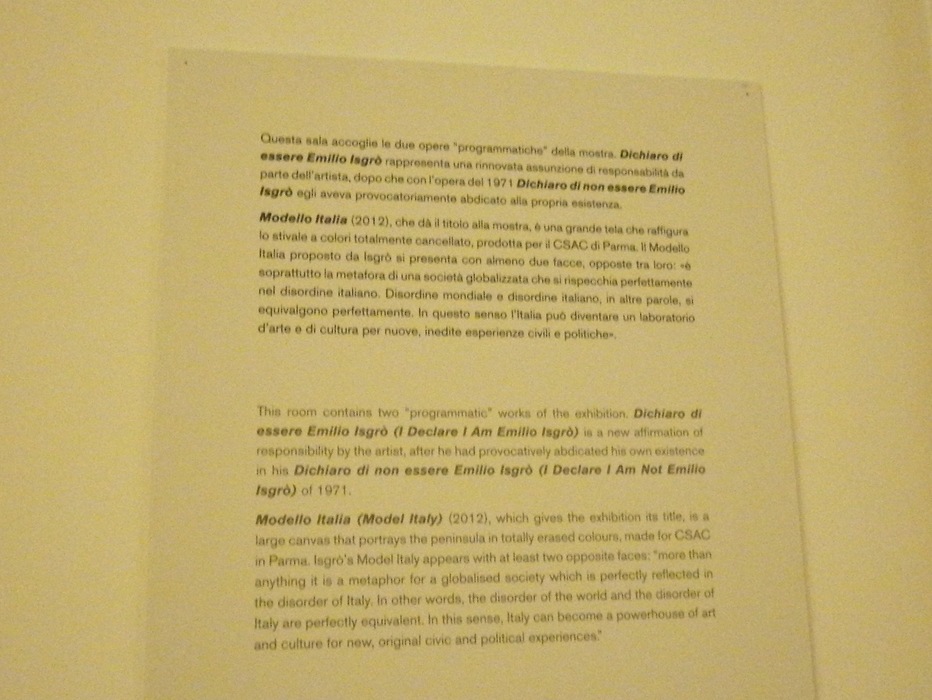 Questa sala accoglie le due opere "programmatiche" della mostra. Dichiaro di
essere Emilio Isgrò rappresenta una rinnovata assunzione di responsabilità da
parte dell'artista, dopo che con l'opera del 1971 Dichiaro di non essere Emilio
Isgrò egli aveva provocatoriamente abdicato alla propria esistenza.
Modello Italia (2012), che dà il titolo alla mostra, è una grande tela che raffigura
lo stivale a colori totalmente cancellato, prodotta per il CSAC di Parma. Il Modello
Italia proposto da Isgrò si presenta con almeno due facce, opposte tra loro: «è
soprattutto la metafora di una società globalizzata che si rispecchia perfettamente
nel disordine italiano. Disordine mondiale e disordine italiano, in altre parole, si
equivalgono perfettamente. In questo senso l'Italia può diventare un laboratorio
d'arte e di cultura per nuove, inedite esperienze civili e politiche».
This room contains two "programmatic" works of the exhibition. Dichiaro di
essere Emilio Isgrò (I Declare I Am Emilio Isgrò) is a new affirmation of
responsibility by the artist, after he had provocatively abdicated his own existence
in his Dichiaro di non essere Emilio Isgrò (I Declare I Am Not Emilio
Isgrò) of 1971.
Modello Italia (Model Italy) (2012), which gives the exhibition its title, is a
large canvas that portrays the peninsula in totally erased colours, made for CSAC
in Parma. Isgrò's Model Italy appears with at least two opposite faces: "more than
anything it is a metaphor for a globalised society which is perfectly reflected in
the disorder of Italy. In other words, the disorder of the world and the disorder of
Italy are perfectly equivalent. In this sense, Italy can become a powerhouse of art
and culture for new, original civic and political experiences."